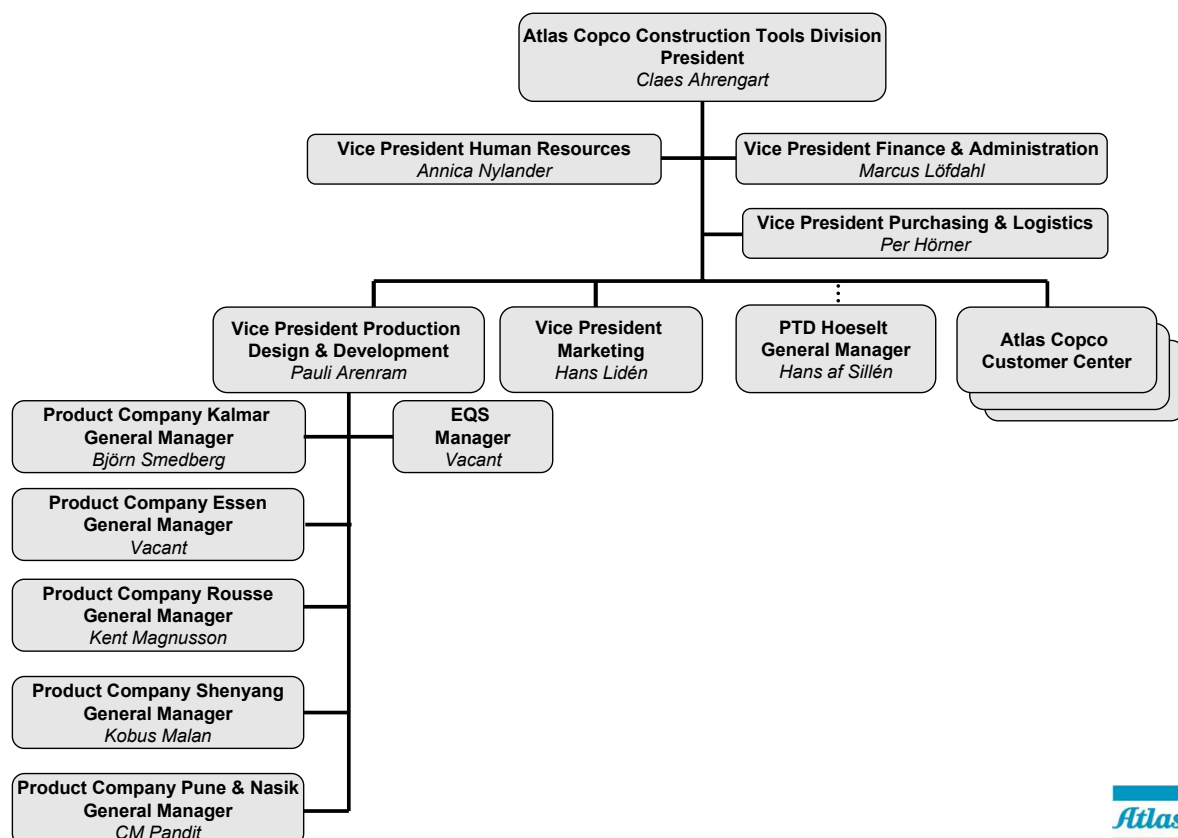 Atlas Copco Construction Tools Division
President
Claes Ahrengart
Vice President Human Resources
Annica Nylander
Vice President Finance & Administration
Marcus Löfdahl
Vice President Purchasing & Logistics
Per Hörner
Vice President Production
Design & Development
Pauli Arenram
Vice President
Marketing
Hans Lidén
PTD Hoeselt
General Manager
Hans af Sillén
Atlas Copco
Customer Center
Product Company Kalmar
General Manager
Björn Smedberg
EQS
Manager
Vacant
Product Company Essen
General Manager
Vacant
Product Company Rousse
General Manager
Kent Magnusson
Product Company Shenyang
General Manager
Kobus Malan
Product Company Pune & Nasik
General Manager
CM Pandit
Atlas